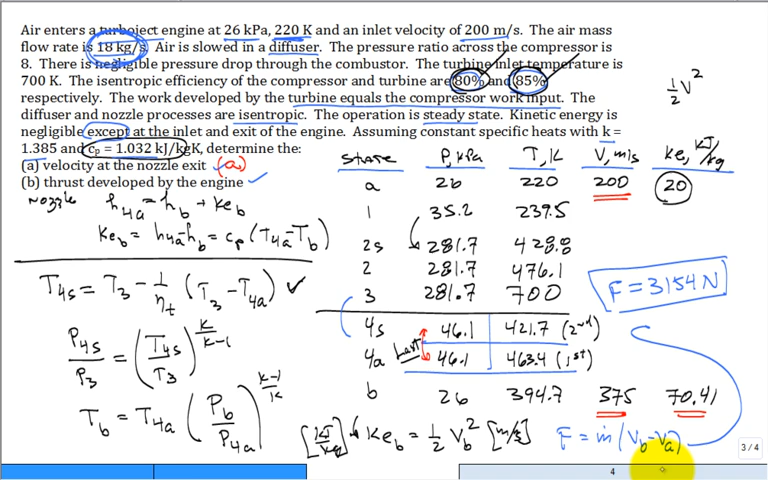 Air enters a turbojet engine at 26 kPa, 220 K and an inlet velocity of 200 m/s. The air mass
flow rate is 18 kg/s. Air is slowed in a diffuser. The pressure ratio across the compressor is
8. There is negligible pressure drop through the combustor. The turbine inlet temperature is
700 K. The isentropic efficiency of the compressor and turbine are 80% and 85%
respectively. The work developed by the turbine equals the compressor work input. The
diffuser and nozzle processes are isentropic. The operation is steady state. Kinetic energy is
negligible except at the inlet and exit of the engine. Assuming constant specific heats with k =
1.385 and cp = 1.032 kJ/kgK, determine the:
(a) velocity at the nozzle exit (a)
(b) thrust developed by the engine
½V²
State P, kPa T, K V, m/s ke, kJ/kg
a 26 220 200 20
1 35.2 239.5
2s 281.7 428.8
2 281.7 476.1
3 281.7 700
4s 46.1 421.7 (2nd)
4a Last 46.1 463.4 (1st)
b 26 394.7 375 70.41
Nozzle h4a = hb + keb
keb = h4a - hb = cp (T4a - Tb)
T4s = T3 - 1/ηt (T3 - T4a) ✓
P4s/P3 = (T4s/T3)^k/k-1
Tb = T4a (Pb/P4a)^k-1/k
F = 3154 N
[kJ/kg] keb = ½ Vb² [m/s] F = ṁ (Vb - Va)
3 / 4
4